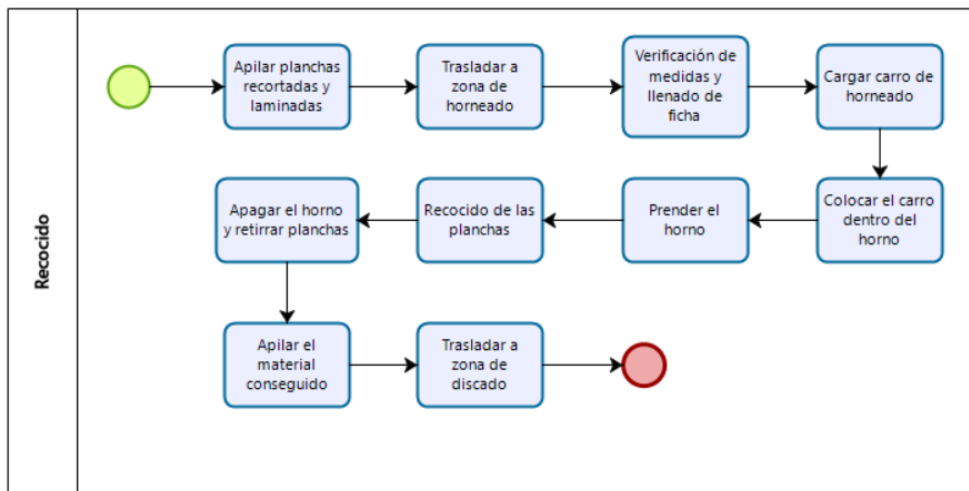 Recocido
Apilar planchas
recortadas y
laminadas
Trasladar a
zona de
horneado
Verificación de
medidas y
llenado de
ficha
Cargar carro de
horneado
Colocar el carro
dentro del
horno
Prender el
horno
Recocido de las
planchas
Apagar el horno
y retirrar planchas
Apilar el
material
conseguido
Trasladar a
zona de
discado